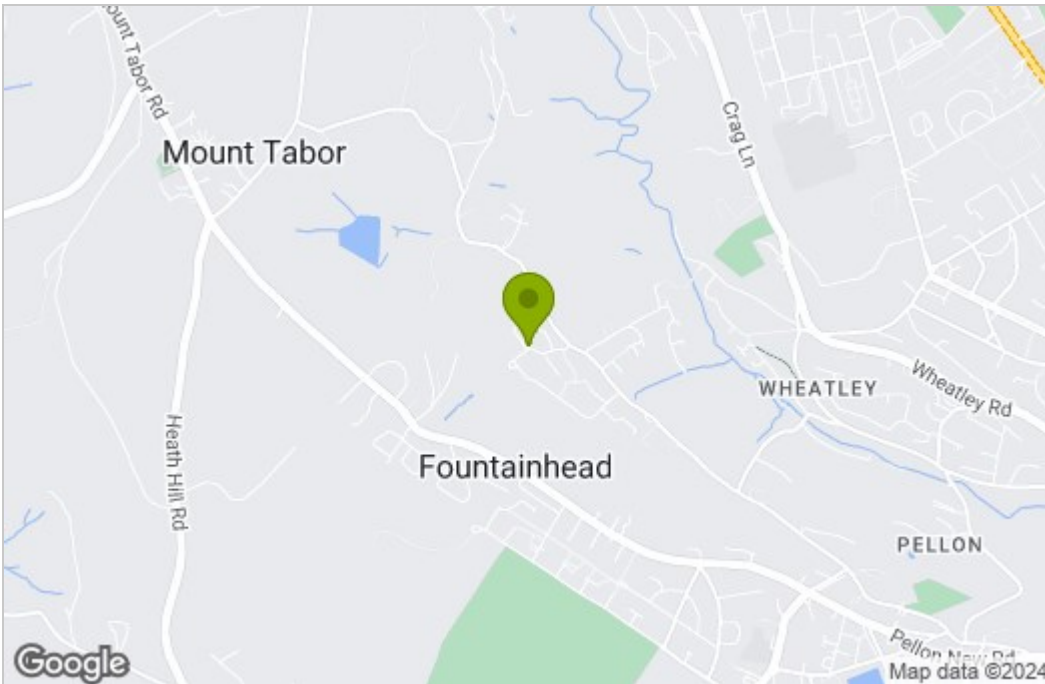 Mount Tabor Rd
Mount Tabor
Crag Ln
WHEATLEY
Wheatley Rd
Heath Hill Rd
Fountainhead
PELLON
Pellon New Rd
Google
Map data ©2024